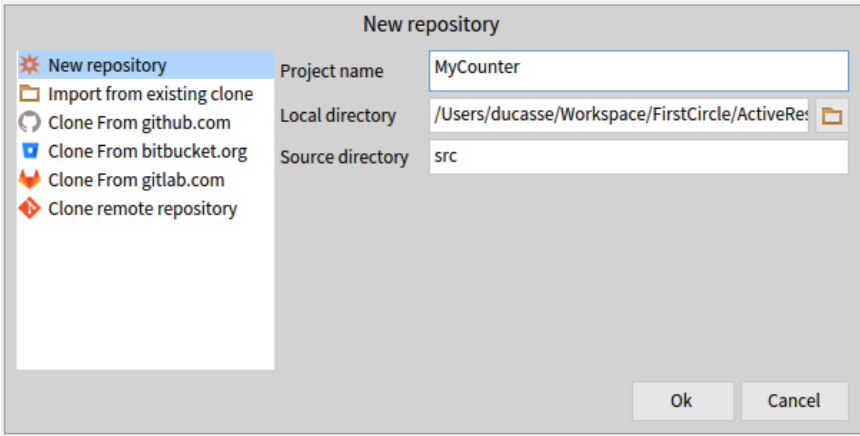 New repository
New repository
Import from existing clone
Clone From github.com
Clone From bitbucket.org
Clone From gitlab.com
Clone remote repository
Project name
MyCounter
Local directory
/Users/ducasse/Workspace/FirstCircle/ActiveRes
Source directory
src
Ok
Cancel